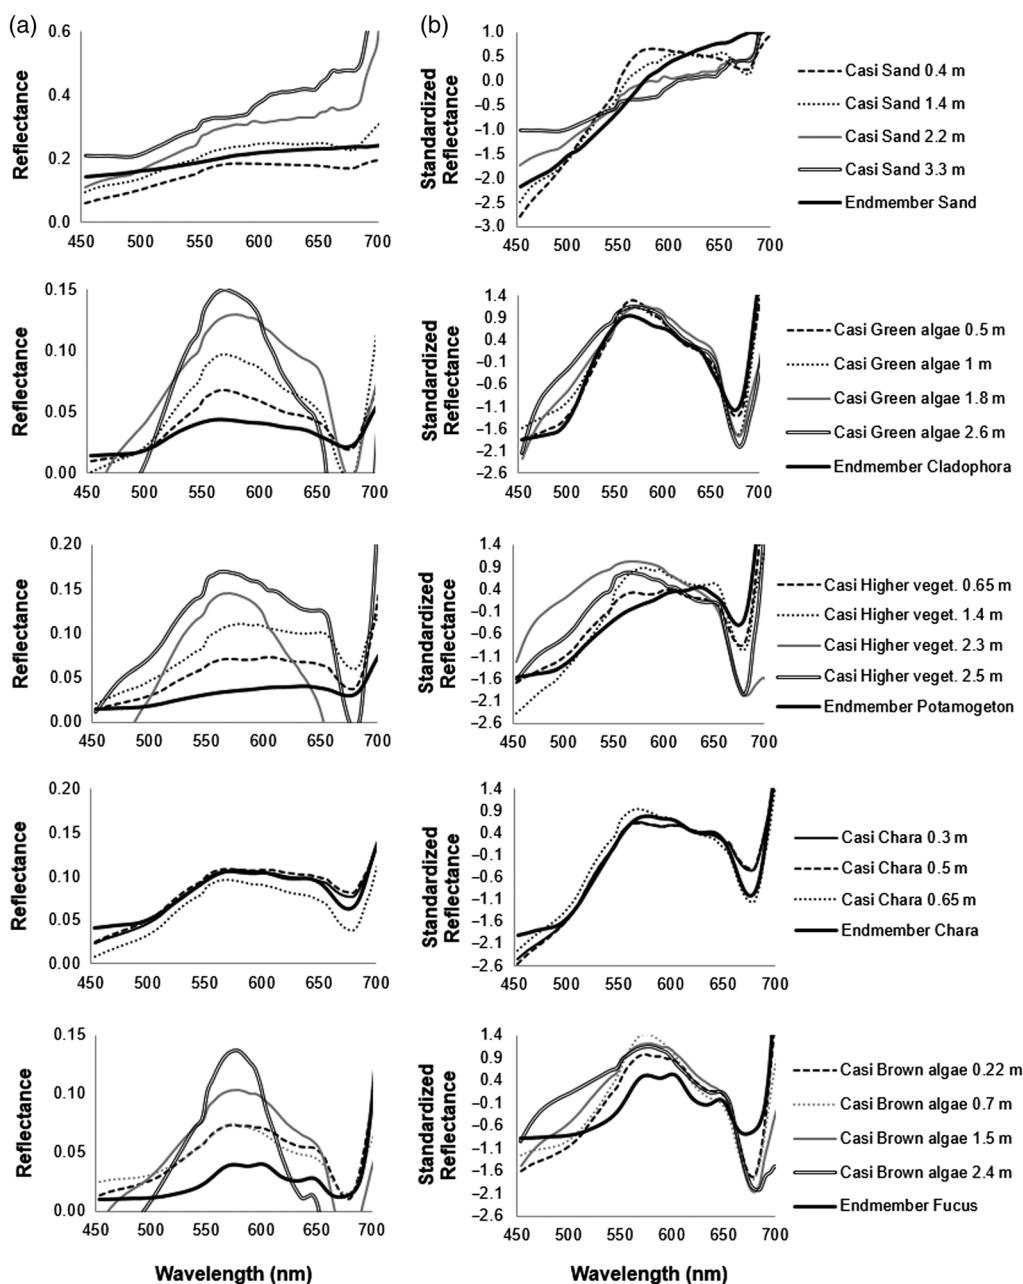 (a)
(b)
0.6
0.4
0.2
0.0
Reflectance
450 500 550 600 650 700
1.0
0.5
0.0
−0.5
−1.0
−1.5
−2.0
−2.5
−3.0
Standardized
Reflectance
450 500 550 600 650 700
Casi Sand 0.4 m
Casi Sand 1.4 m
Casi Sand 2.2 m
Casi Sand 3.3 m
Endmember Sand
0.15
0.10
0.05
0.00
Reflectance
450 500 550 600 650 700
1.4
0.9
0.4
−0.1
−0.6
−1.1
−1.6
−2.1
−2.6
Standardized
Reflectance
450 500 550 600 650 700
Casi Green algae 0.5 m
Casi Green algae 1 m
Casi Green algae 1.8 m
Casi Green algae 2.6 m
Endmember Cladophora
0.20
0.15
0.10
0.05
0.00
Reflectance
450 500 550 600 650 700
1.4
0.9
0.4
−0.1
−0.6
−1.1
−1.6
−2.1
−2.6
Standardized
Reflectance
450 500 550 600 650 700
Casi Higher veget. 0.65 m
Casi Higher veget. 1.4 m
Casi Higher veget. 2.3 m
Casi Higher veget. 2.5 m
Endmember Potamogeton
0.20
0.15
0.10
0.05
0.00
Reflectance
450 500 550 600 650 700
1.4
0.9
0.4
−0.1
−0.6
−1.1
−1.6
−2.1
−2.6
Standardized
Reflectance
450 500 550 600 650 700
Casi Chara 0.3 m
Casi Chara 0.5 m
Casi Chara 0.65 m
Endmember Chara
0.15
0.10
0.05
0.00
Reflectance
450 500 550 600 650 700
Wavelength (nm)
1.4
0.9
0.4
−0.1
−0.6
−1.1
−1.6
−2.1
−2.6
Standardized
Reflectance
450 500 550 600 650 700
Wavelength (nm)
Casi Brown algae 0.22 m
Casi Brown algae 0.7 m
Casi Brown algae 1.5 m
Casi Brown algae 2.4 m
Endmember Fucus